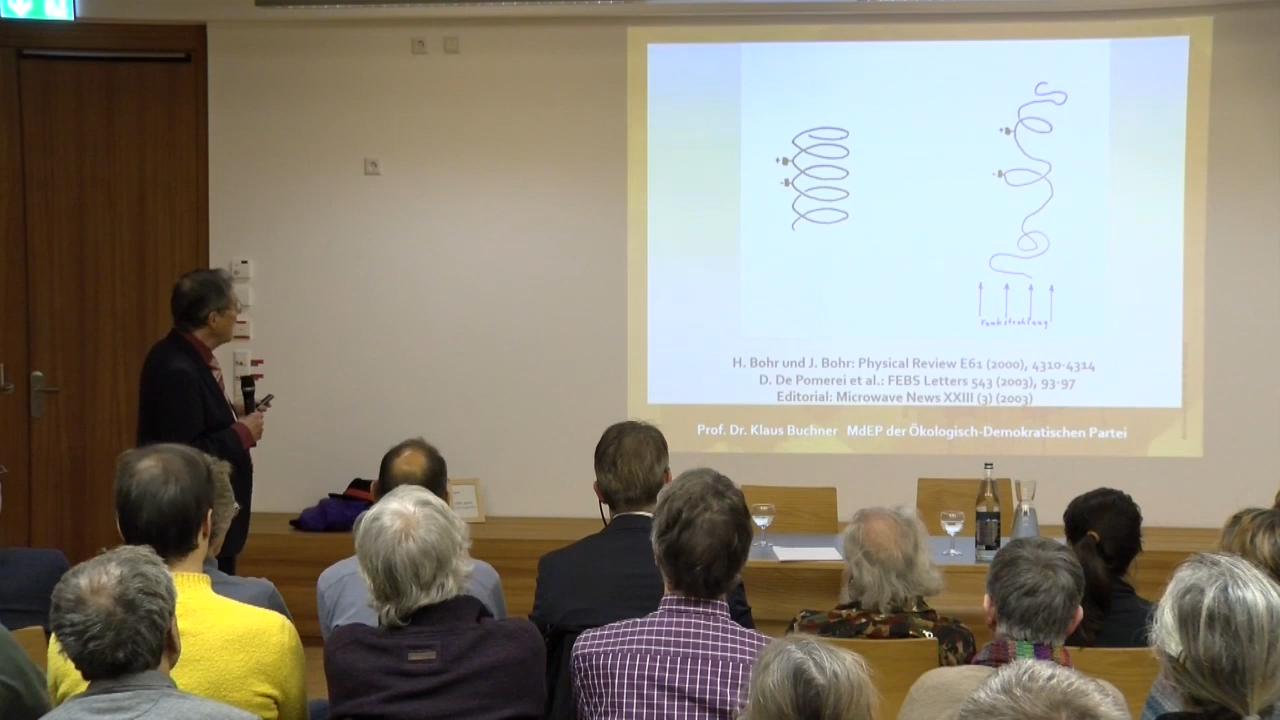 Funkstrahlung
H. Bohr und J. Bohr: Physical Review E61 (2000), 4310-4314
D. De Pomerei et al.: FEBS Letters 543 (2003), 93-97
Editorial: Microwave News XXIII (3) (2003)
Prof. Dr. Klaus Buchner MdEP der Ökologisch-Demokratischen Partei